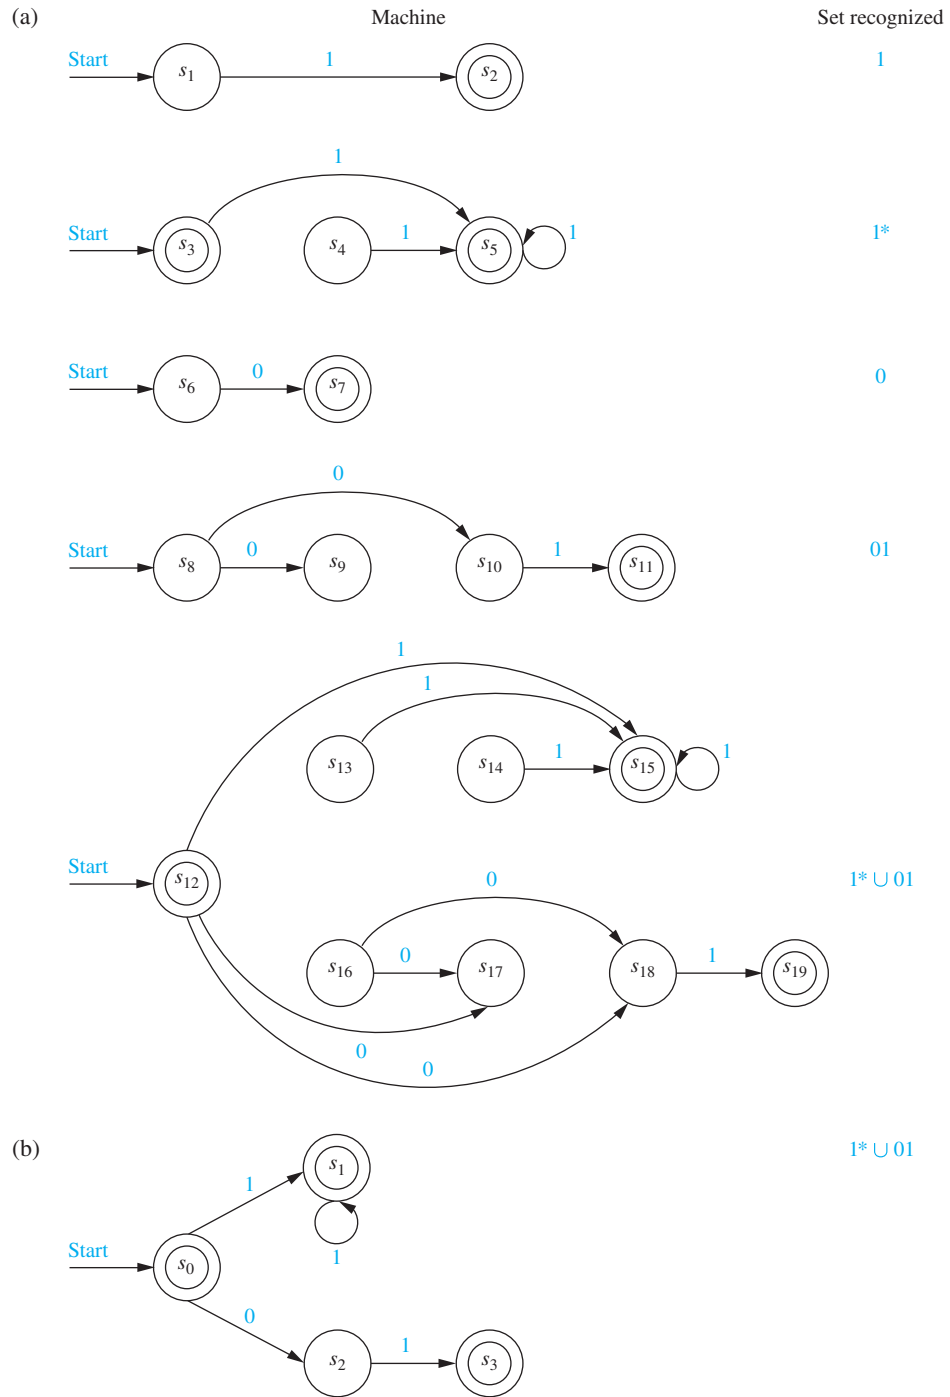 (a) Machine Set recognized
Start s₁ 1 s₂ 1
1
Start s₃ s₄ 1 s₅ 1 1*
Start s₆ 0 s₇ 0
0
Start s₈ 0 s₉ s₁₀ 1 s₁₁ 01
1
1
s₁₃ s₁₄ 1 s₁₅ 1
Start s₁₂ 0 1* ∪ 01
s₁₆ 0 s₁₇ s₁₈ 1 s₁₉
0
0
(b) s₁ 1* ∪ 01
1
Start s₀ 1
0
s₂ 1 s₃